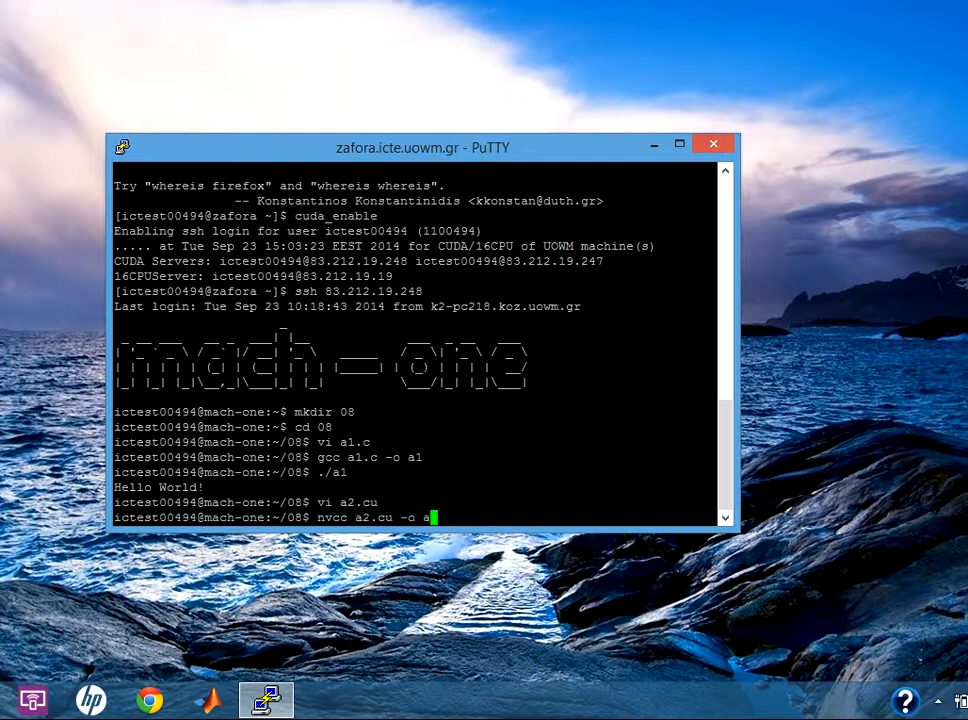 zafora.icte.uowm.gr - PuTTY
Try "whereis firefox" and "whereis whereis".
-- Konstantinos Konstantinidis <kkonstan@duth.gr>
[ictest00494@zafora ~]$ cuda_enable
Enabling ssh login for user ictest00494 (1100494)
..... at Tue Sep 23 15:03:23 EEST 2014 for CUDA/16CPU of UOWM machine(s)
CUDA Servers: ictest00494@83.212.19.248 ictest00494@83.212.19.247
16CPUServer: ictest00494@83.212.19.19
[ictest00494@zafora ~]$ ssh 83.212.19.248
Last login: Tue Sep 23 10:18:43 2014 from k2-pc218.koz.uowm.gr
mach-one
ictest00494@mach-one:~$ mkdir 08
ictest00494@mach-one:~$ cd 08
ictest00494@mach-one:~/08$ vi a1.c
ictest00494@mach-one:~/08$ gcc a1.c -o a1
ictest00494@mach-one:~/08$ ./a1
Hello World!
ictest00494@mach-one:~/08$ vi a2.cu
ictest00494@mach-one:~/08$ nvcc a2.cu -o a
hp
?